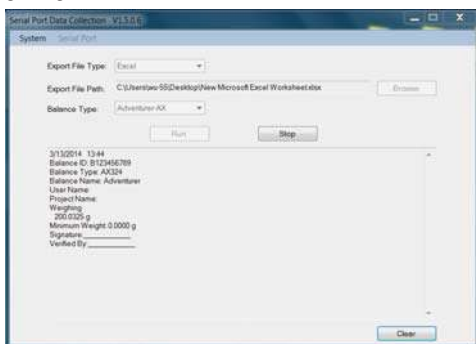 Serial Port Data Collection V1.5.0.6
System Serial Port
Export File Type: Excel
Export File Path: C:\Users\wu-55\Desktop\New Microsoft Excel Worksheet.xlsx Browse
Balance Type: Adventurer-AX
Run Stop
3/13/2014 13:44
Balance ID: B123456789
Balance Type: AX324
Balance Name: Adventurer
User Name:
Project Name:
Weighing
200.0325 g
Minimum Weight 0.0000 g
Signature:
Verified By:
Clear